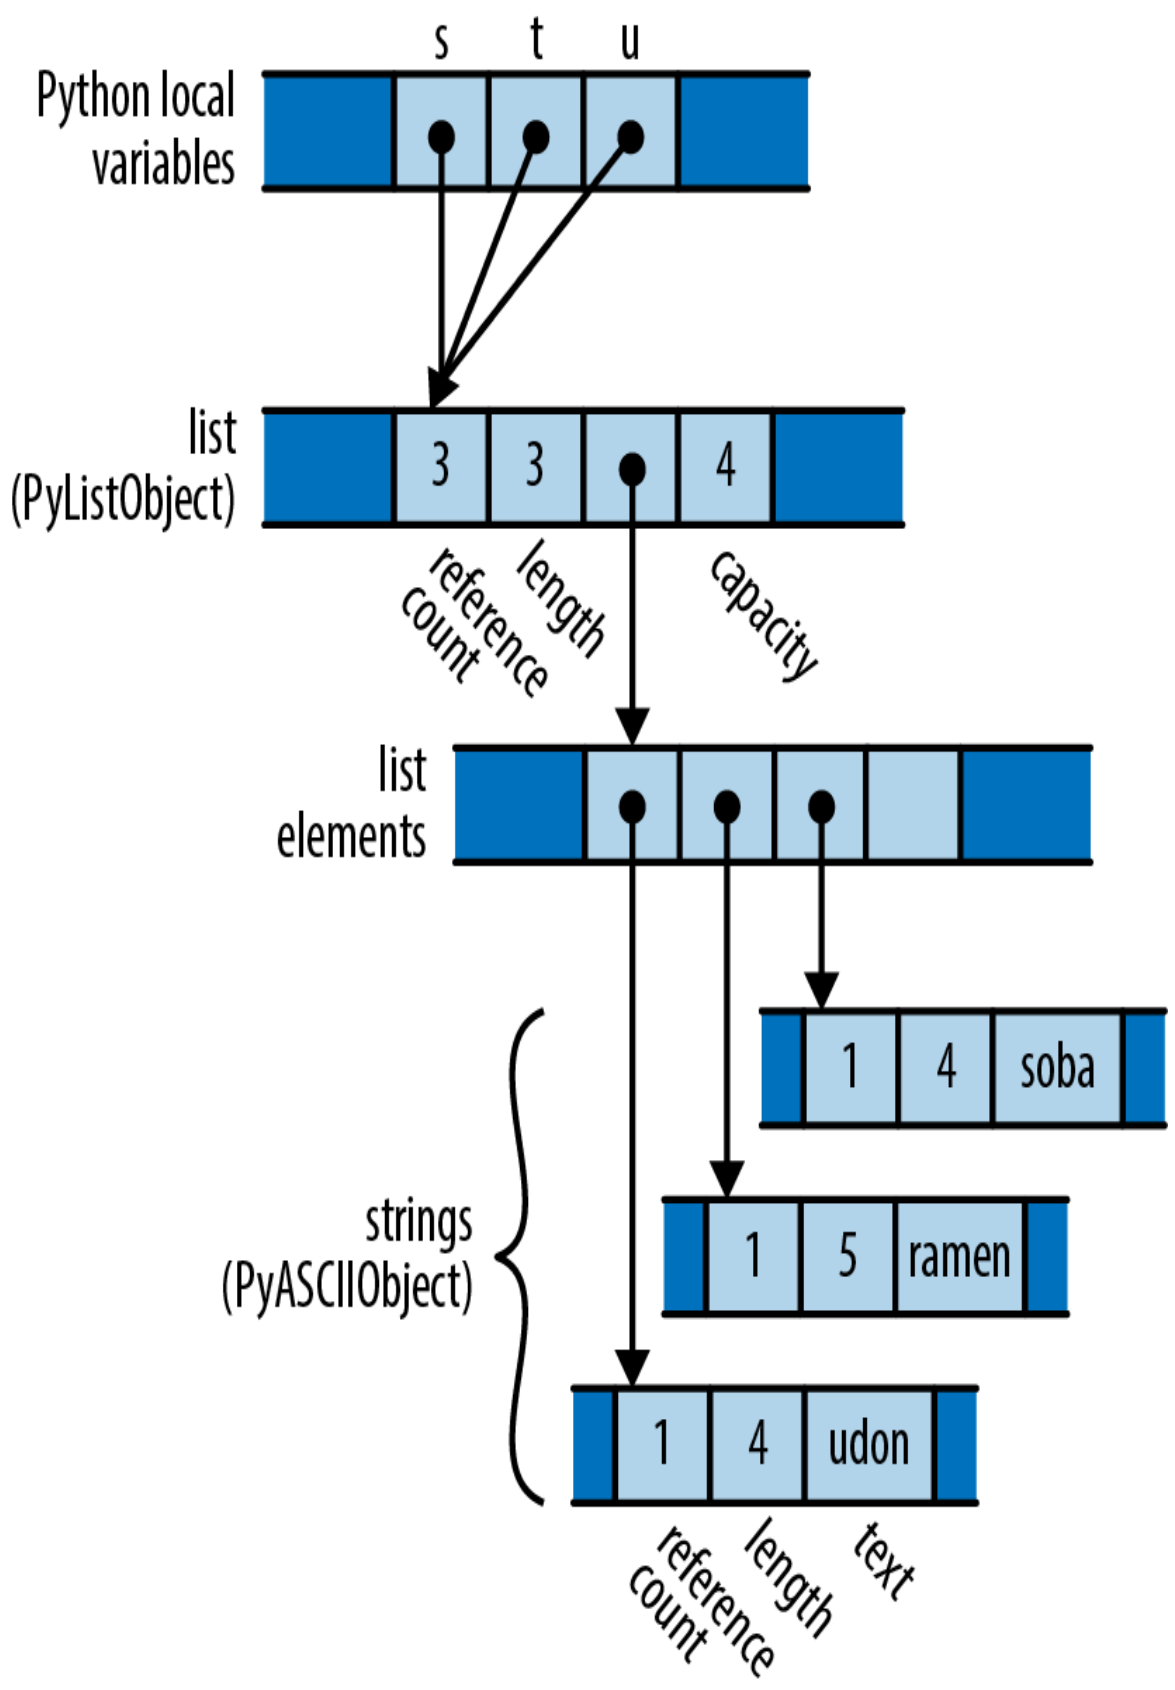 s t u
Python local
variables
list
(PyListObject)
3 3 4
reference
count
length
capacity
list
elements
1 4 soba
strings
(PyASCIIObject)
1 5 ramen
1 4 udon
reference
count
length
text